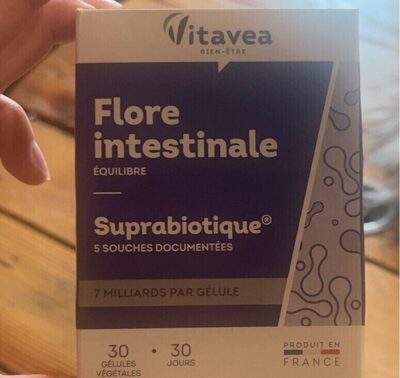 Vitavea
BIEN-ÊTRE
Flore
intestinale
ÉQUILIBRE
Suprabiotique®
5 SOUCHES DOCUMENTÉES
7 MILLIARDS PAR GÉLULE
30 • 30
GÉLULES JOURS
VÉGÉTALES
PRODUIT EN
FRANCE